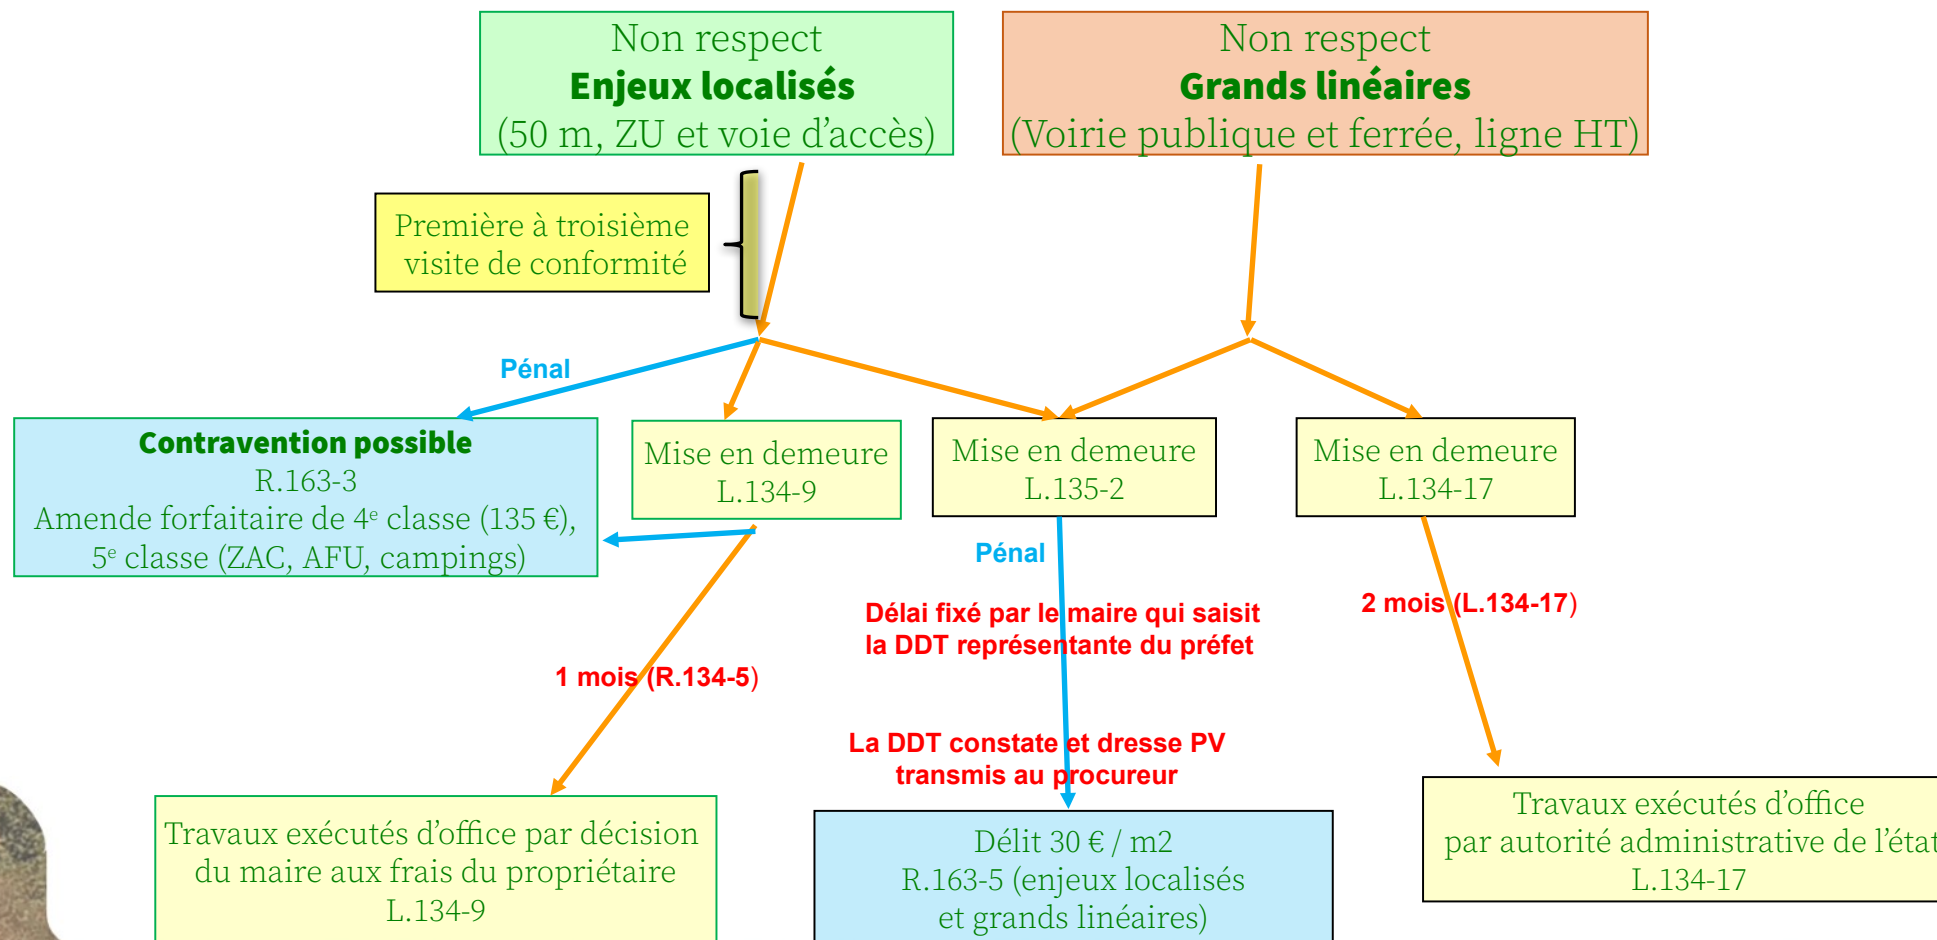 Non respect
Enjeux localisés
(50 m, ZU et voie d’accès)
Non respect
Grands linéaires
(Voirie publique et ferrée, ligne HT)
Première à troisième
visite de conformité
Pénal
Contravention possible
R.163-3
Amende forfaitaire de 4e classe (135 €),
5e classe (ZAC, AFU, campings)
Mise en demeure
L.134-9
Mise en demeure
L.135-2
Mise en demeure
L.134-17
Pénal
Délai fixé par le maire qui saisit
la DDT représentante du préfet
2 mois (L.134-17)
1 mois (R.134-5)
La DDT constate et dresse PV
transmis au procureur
Travaux exécutés d’office par décision
du maire aux frais du propriétaire
L.134-9
Délit 30 € / m2
R.163-5 (enjeux localisés
et grands linéaires)
Travaux exécutés d’office
par autorité administrative de l’état
L.134-17